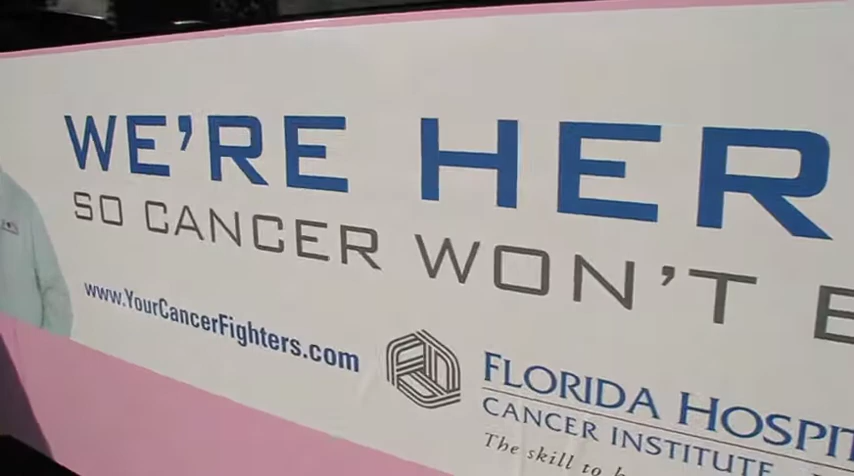 WE'RE HER
SO CANCER WON'T
www.YourCancerFighters.com
FLORIDA HOSPIT
CANCER INSTITUTE
The skill to